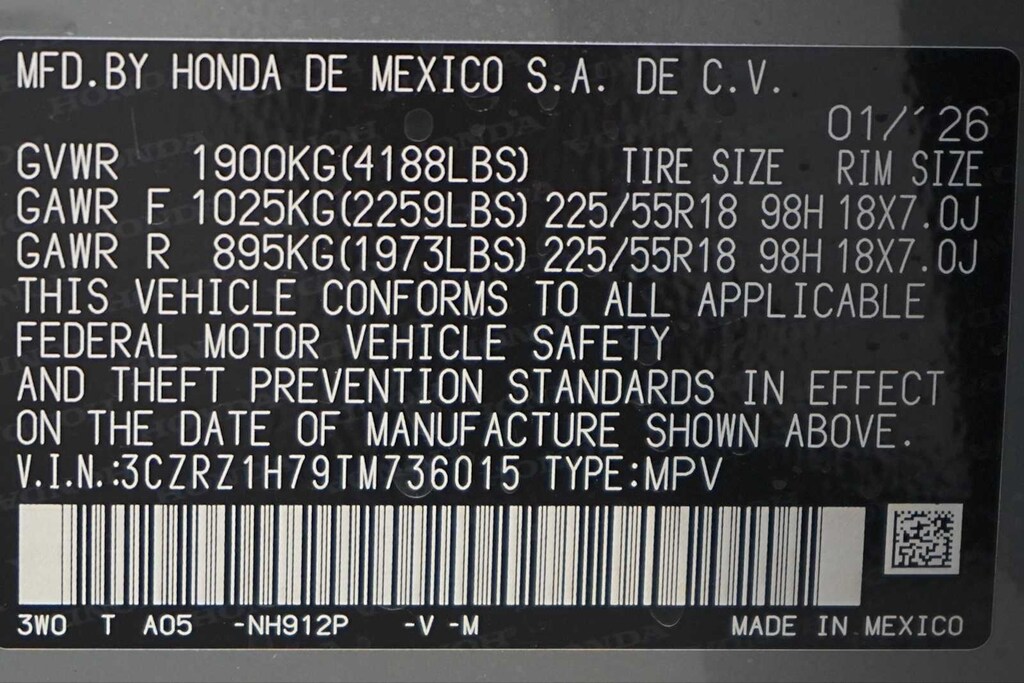 MFD.BY HONDA DE MEXICO S.A. DE C.V.
01/'26
GVWR 1900KG(4188LBS) TIRE SIZE RIM SIZE
GAWR F 1025KG(2259LBS) 225/55R18 98H 18X7.0J
GAWR R 895KG(1973LBS) 225/55R18 98H 18X7.0J
THIS VEHICLE CONFORMS TO ALL APPLICABLE
FEDERAL MOTOR VEHICLE SAFETY
AND THEFT PREVENTION STANDARDS IN EFFECT
ON THE DATE OF MANUFACTURE SHOWN ABOVE.
V.I.N.:3CZRZ1H79TM736015 TYPE:MPV
3W0 T A05 -NH912P -V -M MADE IN MEXICO